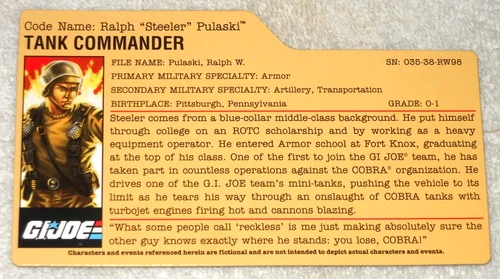 Code Name: Ralph “Steeler” Pulaski™
TANK COMMANDER
FILE NAME: Pulaski, Ralph W. SN: 035-38-RW98
PRIMARY MILITARY SPECIALTY: Armor
SECONDARY MILITARY SPECIALTY: Artillery, Transportation
BIRTHPLACE: Pittsburgh, Pennsylvania GRADE: O-1
Steeler comes from a blue-collar middle-class background. He put himself
through college on an ROTC scholarship and by working as a heavy
equipment operator. He entered Armor school at Fort Knox, graduating
at the top of his class. One of the first to join the GI JOE® team, he has
taken part in countless operations against the COBRA® organization. He
drives one of the G.I. JOE team’s mini-tanks, pushing the vehicle to its
limit as he tears his way through an onslaught of COBRA tanks with
turbojet engines firing hot and cannons blazing.
G.I.JOE
“What some people call ‘reckless’ is me just making absolutely sure the
other guy knows exactly where he stands: you lose, COBRA!”
Characters and events referenced herein are fictional and are not intended to depict actual characters and events.